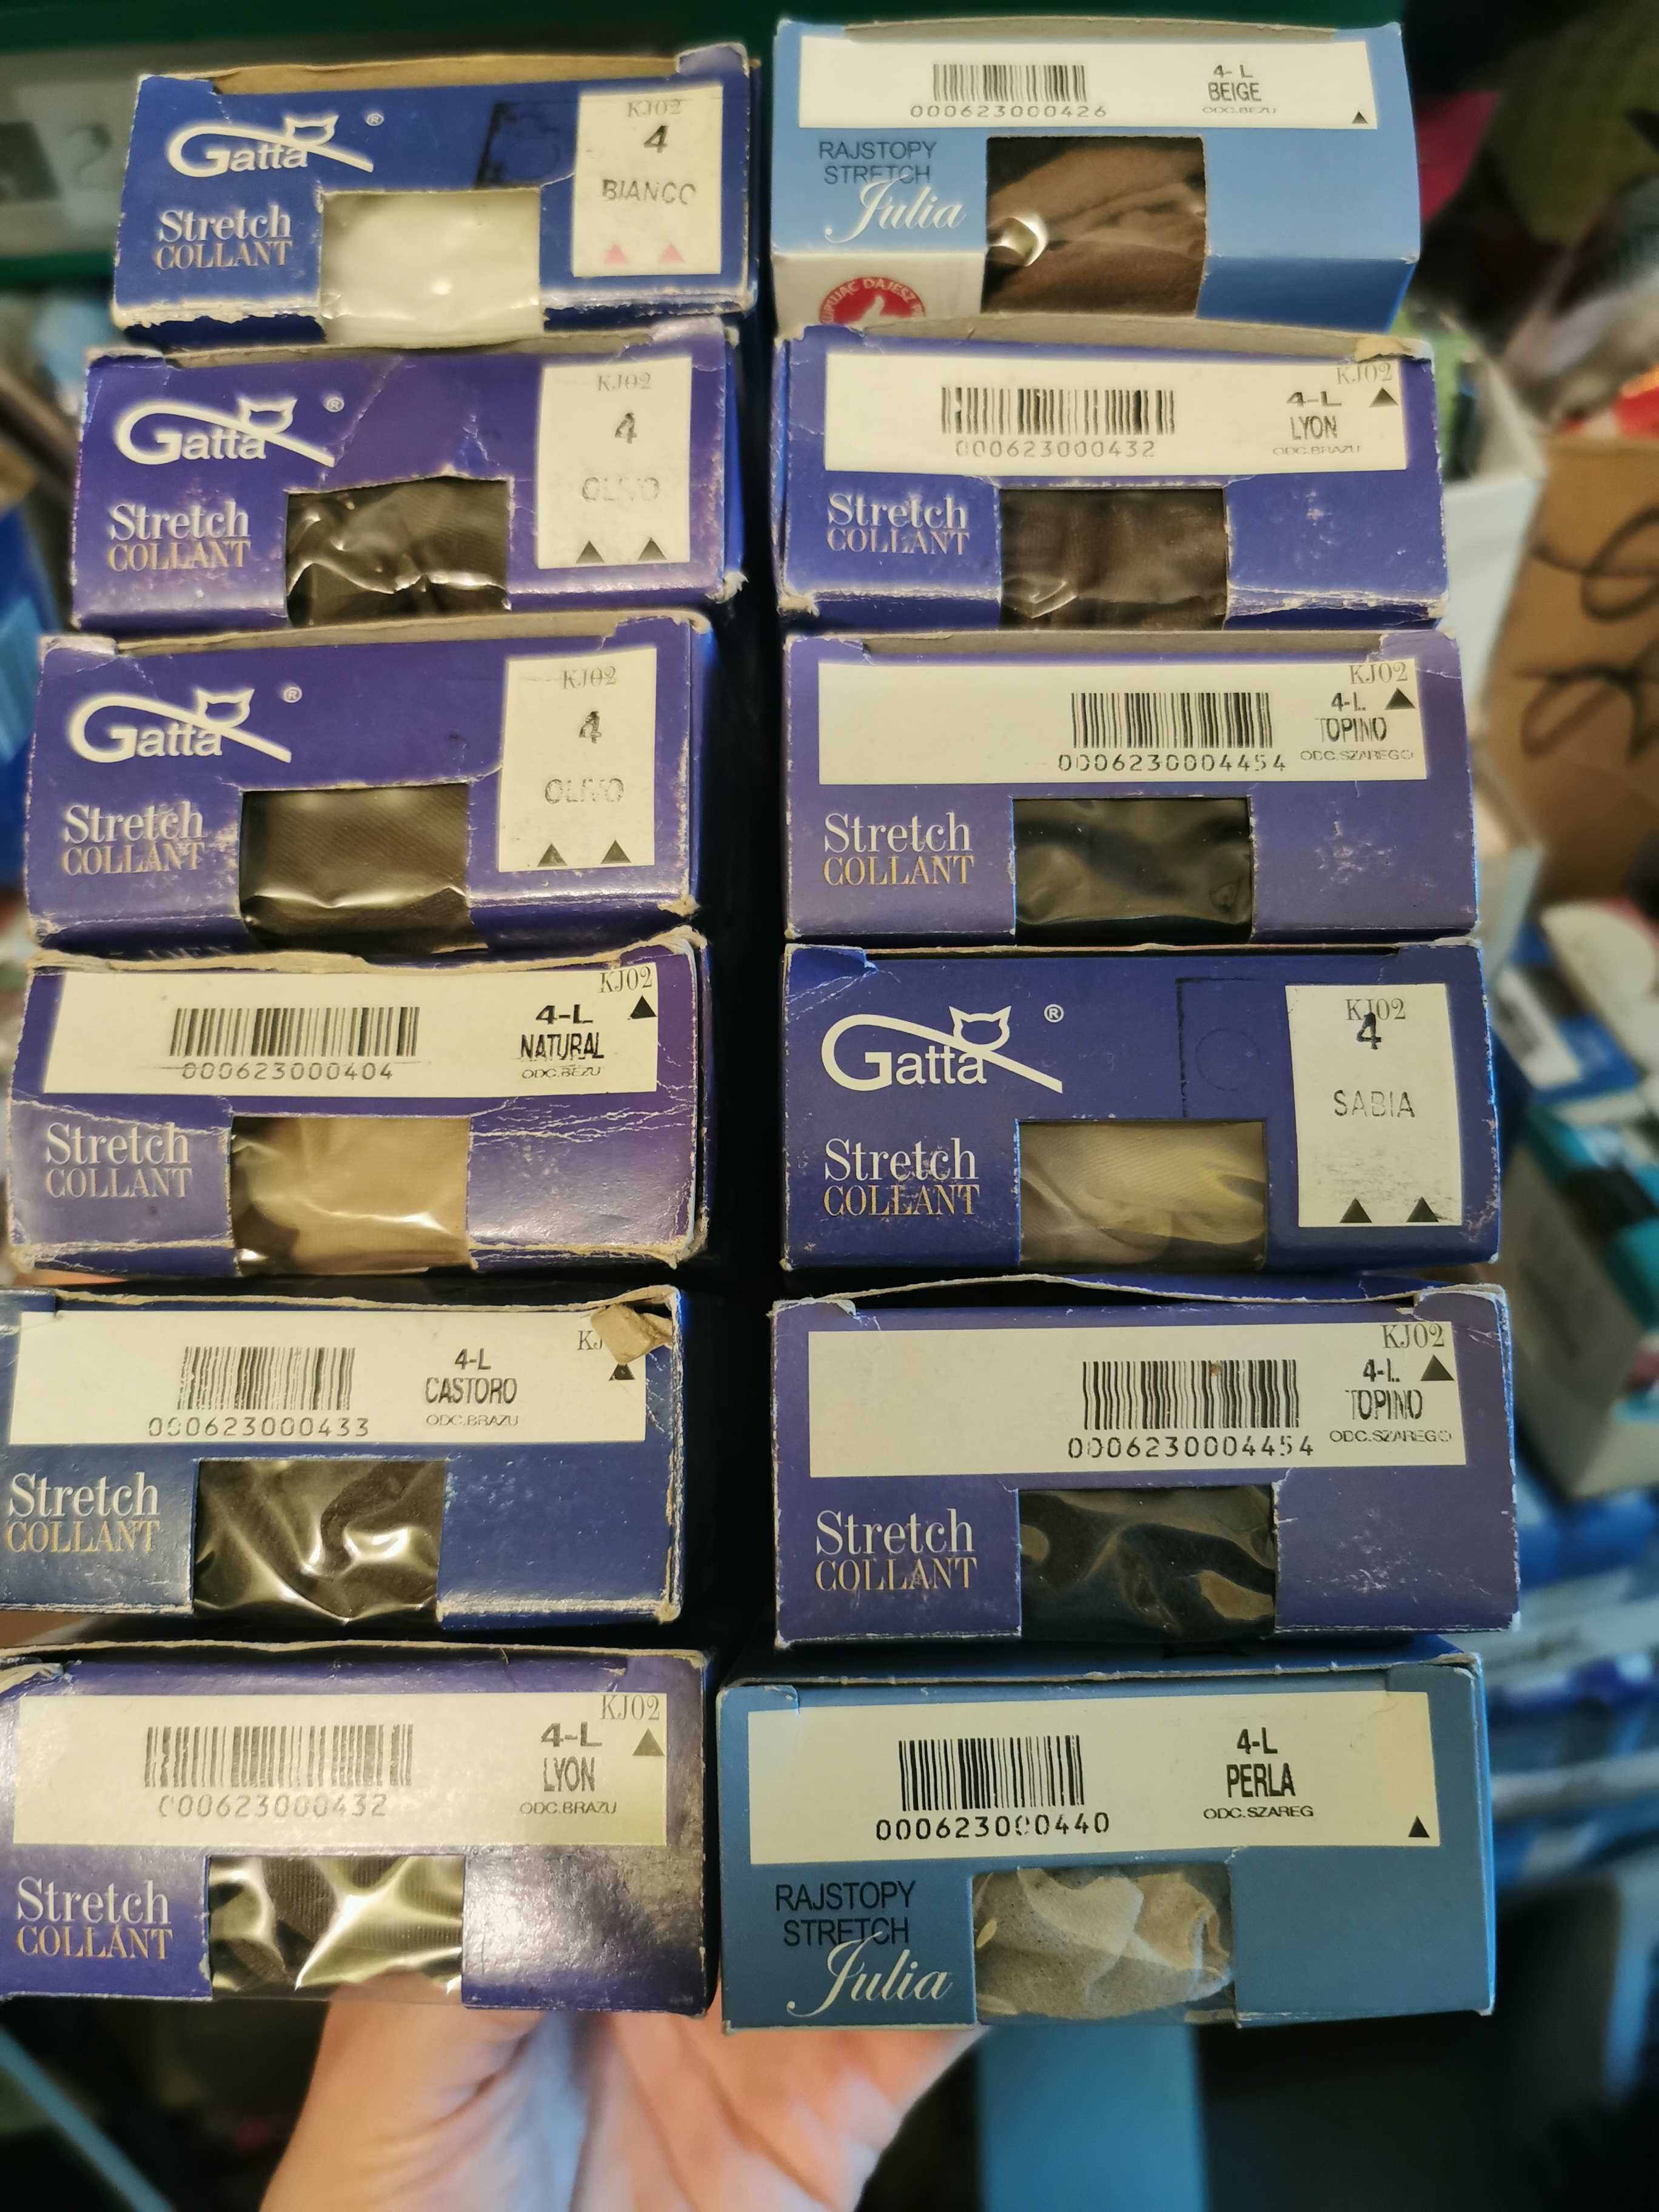 Gatta®
Stretch
COLLANT
KJ02
4
BIANCO
Gatta®
Stretch
COLLANT
KJ02
4
OLIVO
Gatta®
Stretch
COLLANT
KJ02
4
OLIVO
KJ02
4-L
NATURAL
ODC.BEZU
000623000404
Stretch
COLLANT
4-L
CASTORO
ODC.BRAZU
000623000433
Stretch
COLLANT
KJ02
4-L
LYON
ODC.BRAZU
000623000432
Stretch
COLLANT
4-L
BEIGE
ODC.BEZU
000623000426
RAJSTOPY
STRETCH
Julia
DAJESZ
KJ02
4-L
LYON
ODC.BRAZU
000623000432
Stretch
COLLANT
KJ02
4-L.
TOPINO
ODC.SZAREGO
0006230004454
Stretch
COLLANT
Gatta®
Stretch
COLLANT
KJ02
4
SABIA
KJ02
4-L.
TOPINO
ODC.SZAREGO
0006230004454
Stretch
COLLANT
4-L
PERLA
ODC.SZAREG
000623000440
RAJSTOPY
STRETCH
Julia